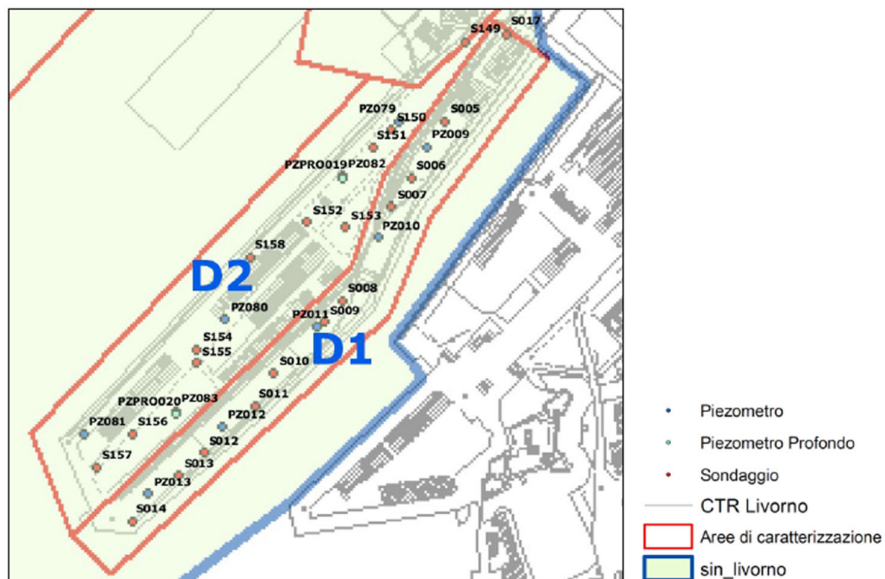 S017
S149
PZ079
S150
S005
S151
PZ009
PZPRO019
PZ082
S006
S007
S152
S153
PZ010
S158
D2
S008
PZ080
PZ011
S009
D1
S154
S155
S010
PZPRO020
PZ083
S011
PZ081
S156
PZ012
S012
S157
S013
PZ013
S014
Piezometro
Piezometro Profondo
Sondaggio
CTR Livorno
Aree di caratterizzazione
sin_livorno